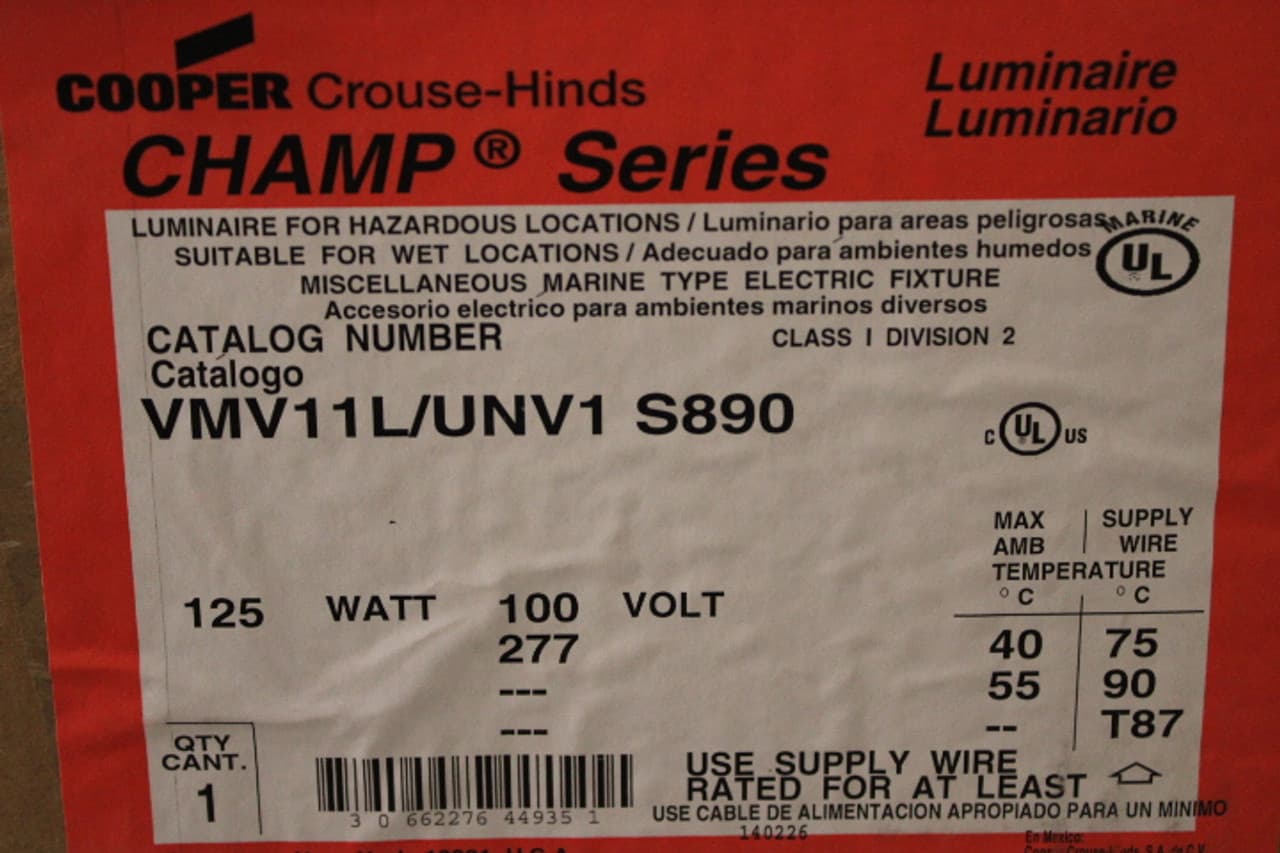 COOPER Crouse-Hinds
Luminaire
Luminario
CHAMP ® Series
LUMINAIRE FOR HAZARDOUS LOCATIONS / Luminario para areas peligrosas
MARINE
UL
SUITABLE FOR WET LOCATIONS / Adecuado para ambientes humedos
MISCELLANEOUS MARINE TYPE ELECTRIC FIXTURE
Accesorio electrico para ambientes marinos diversos
CATALOG NUMBER
CLASS I DIVISION 2
Catálogo
VMV11L/UNV1 S890
C UL US
MAX SUPPLY
AMB WIRE
TEMPERATURE
°C °C
125 WATT 100 VOLT
277
---
---
40 75
55 90
-- T87
QTY
CANT.
1
3 0 662276 44935 1
USE SUPPLY WIRE
RATED FOR AT LEAST
USE CABLE DE ALIMENTACION APROPIADO PARA UN MINIMO
140226
En Mexico: